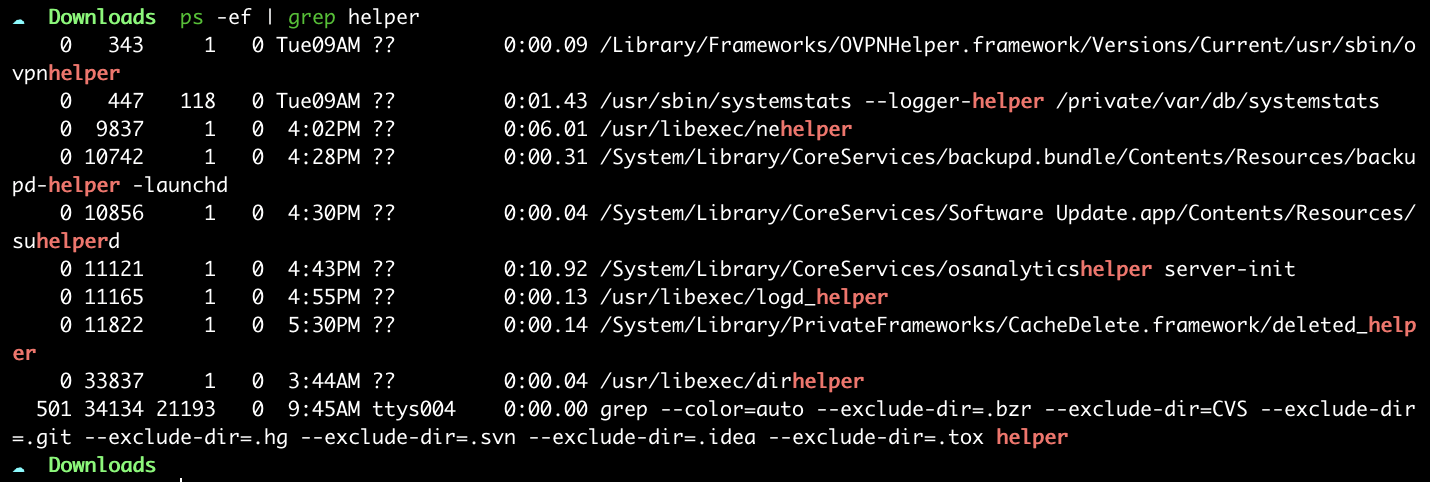 ☁  Downloads  ps -ef | grep helper
    0   343     1   0 Tue09AM ??         0:00.09 /Library/Frameworks/OVPNHelper.framework/Versions/Current/usr/sbin/o
vpnhelper
    0   447   118   0 Tue09AM ??         0:01.43 /usr/sbin/systemstats --logger-helper /private/var/db/systemstats
    0  9837     1   0  4:02PM ??         0:06.01 /usr/libexec/nehelper
    0 10742     1   0  4:28PM ??         0:00.31 /System/Library/CoreServices/backupd.bundle/Contents/Resources/backu
pd-helper -launchd
    0 10856     1   0  4:30PM ??         0:00.04 /System/Library/CoreServices/Software Update.app/Contents/Resources/
suhelperd
    0 11121     1   0  4:43PM ??         0:10.92 /System/Library/CoreServices/osanalyticshelper server-init
    0 11165     1   0  4:55PM ??         0:00.13 /usr/libexec/logd_helper
    0 11822     1   0  5:30PM ??         0:00.14 /System/Library/PrivateFrameworks/CacheDelete.framework/deleted_help
er
    0 33837     1   0  3:44AM ??         0:00.04 /usr/libexec/dirhelper
  501 34134 21193   0  9:45AM ttys004    0:00.00 grep --color=auto --exclude-dir=.bzr --exclude-dir=CVS --exclude-dir
=.git --exclude-dir=.hg --exclude-dir=.svn --exclude-dir=.idea --exclude-dir=.tox helper
☁  Downloads